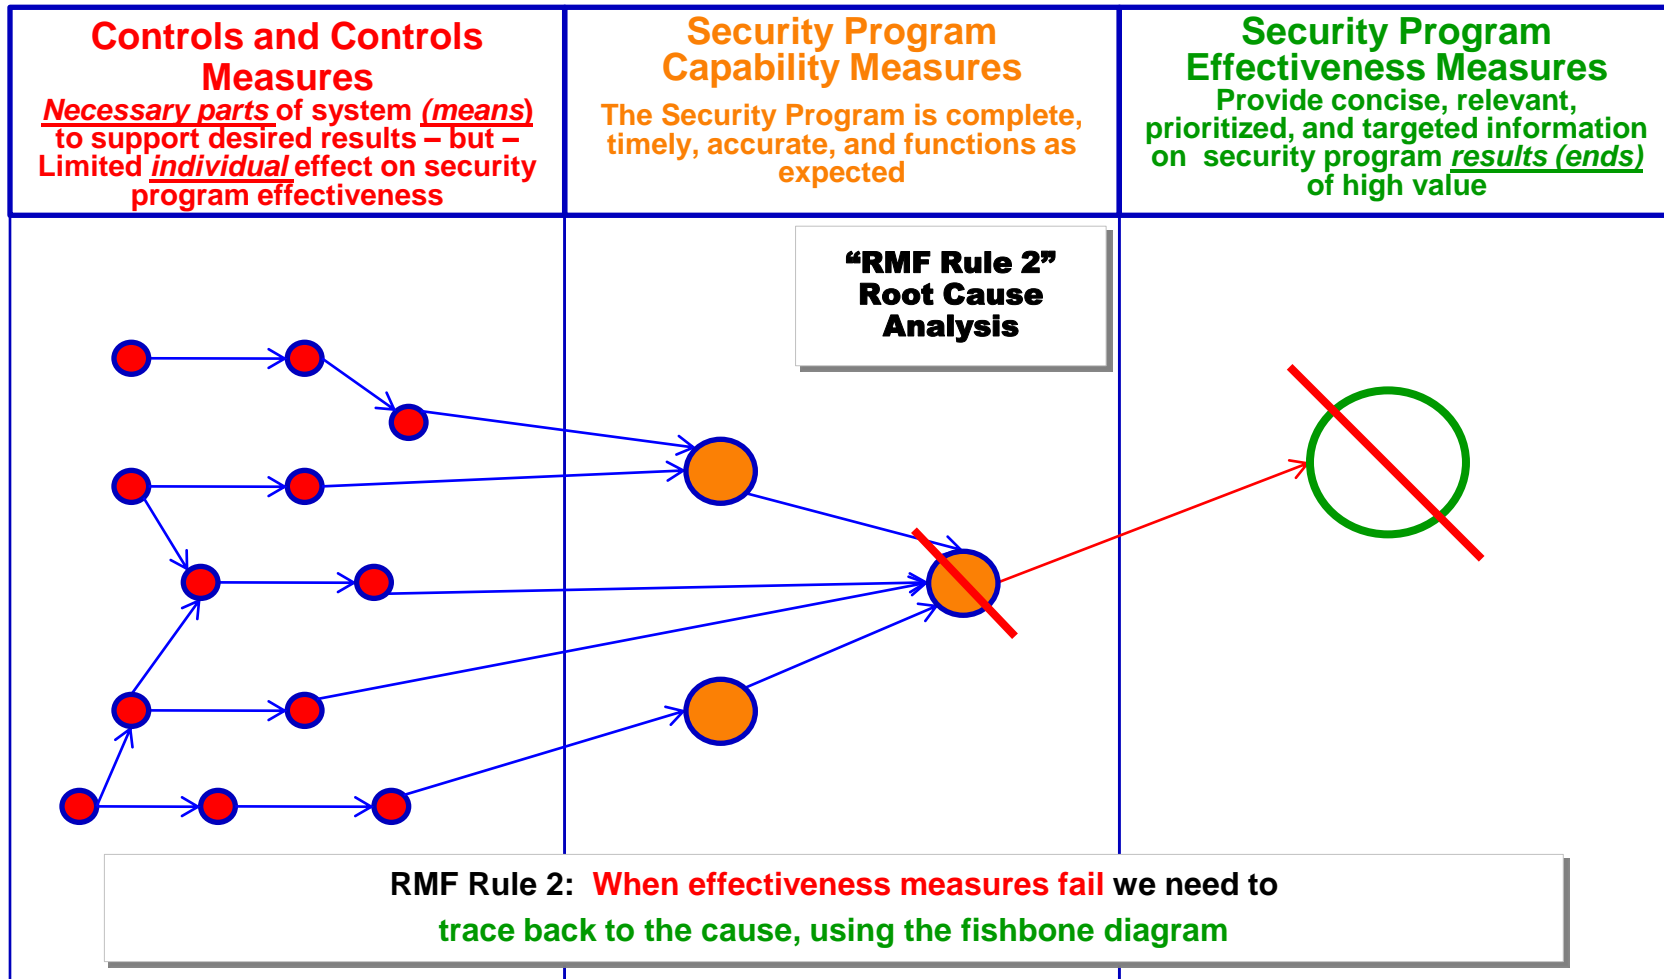 Controls and Controls
Measures
Necessary parts of system (means)
to support desired results – but –
Limited individual effect on security
program effectiveness
Security Program
Capability Measures
The Security Program is complete,
timely, accurate, and functions as
expected
Security Program
Effectiveness Measures
Provide concise, relevant,
prioritized, and targeted information
on security program results (ends)
of high value
“RMF Rule 2”
Root Cause
Analysis
RMF Rule 2: When effectiveness measures fail we need to
trace back to the cause, using the fishbone diagram